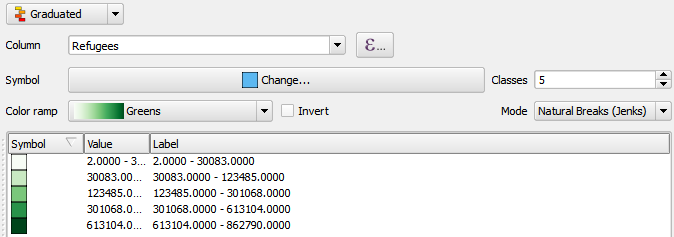 Graduated
Column Refugees ε...
Symbol Change... Classes 5
Color ramp Greens Invert Mode Natural Breaks (Jenks)
Symbol Value Label
2.0000 - 3... 2.0000 - 30083.0000
30083.00... 30083.0000 - 123485.0000
123485.0... 123485.0000 - 301068.0000
301068.0... 301068.0000 - 613104.0000
613104.0... 613104.0000 - 862790.0000